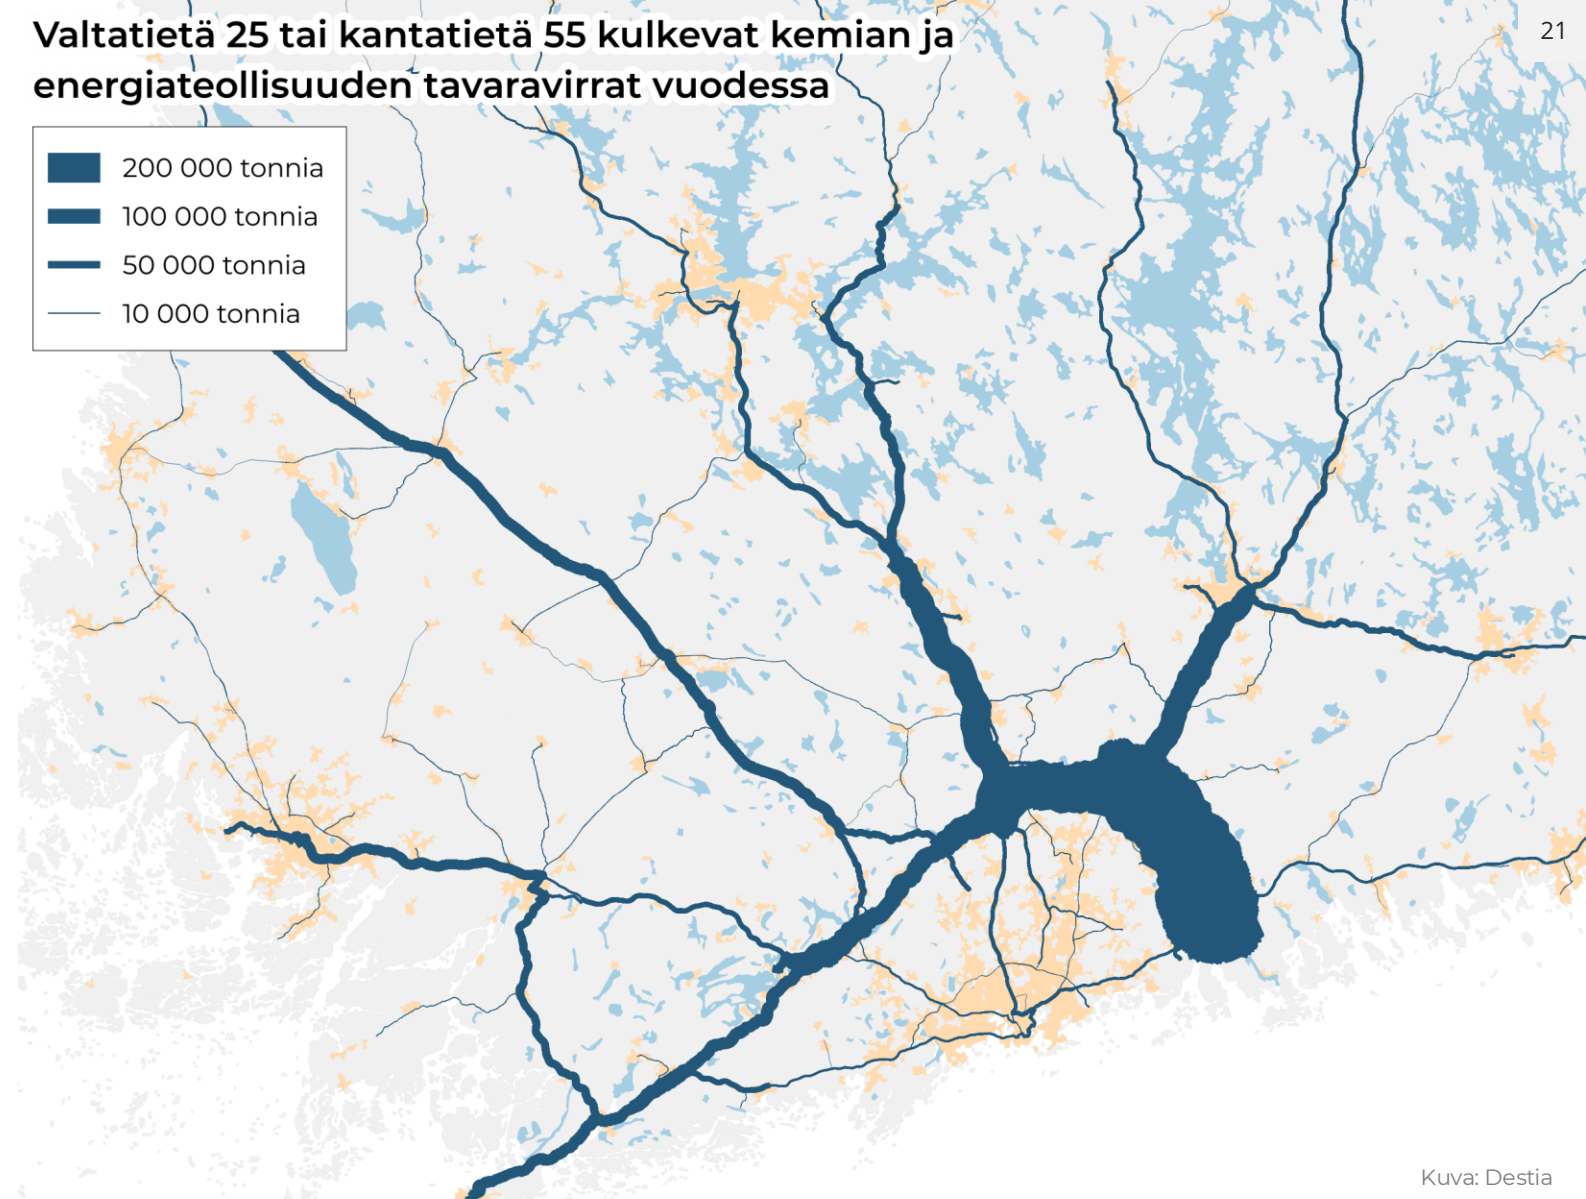 Valtatietä 25 tai kantatietä 55 kulkevat kemian ja
energiateollisuuden tavaravirrat vuodessa
21
200 000 tonnia
100 000 tonnia
50 000 tonnia
10 000 tonnia
Kuva: Destia